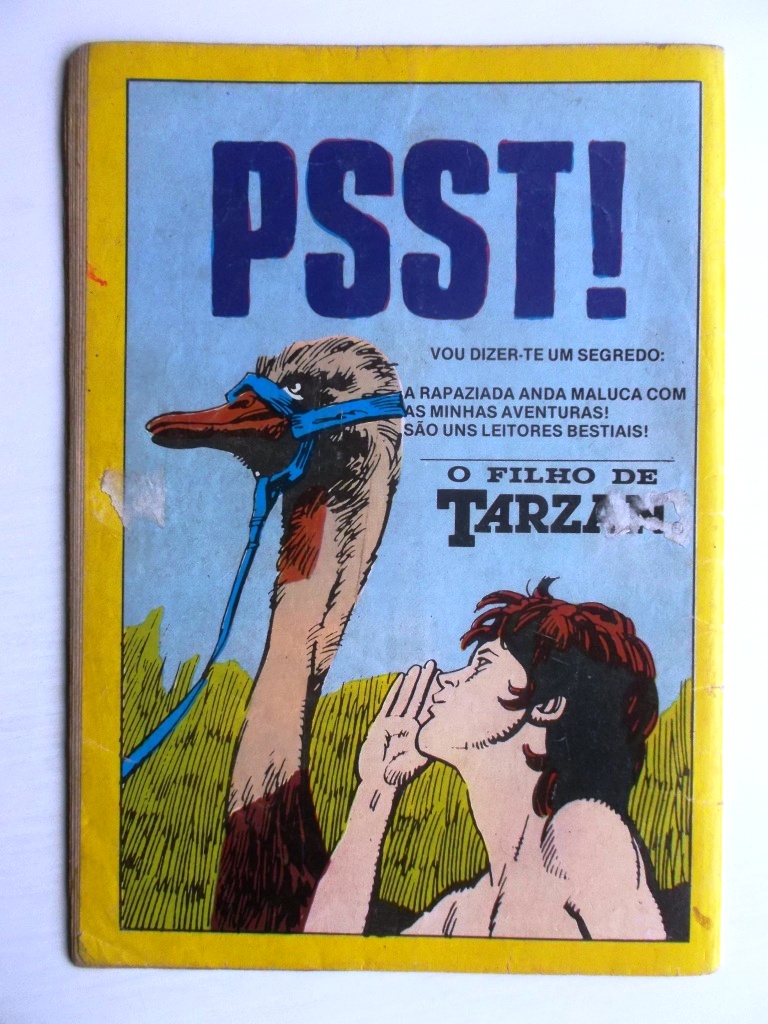 PSST!
VOU DIZER-TE UM SEGREDO:
A RAPAZIADA ANDA MALUCA COM
AS MINHAS AVENTURAS!
SÃO UNS LEITORES BESTIAIS!
O FILHO DE
TARZAN